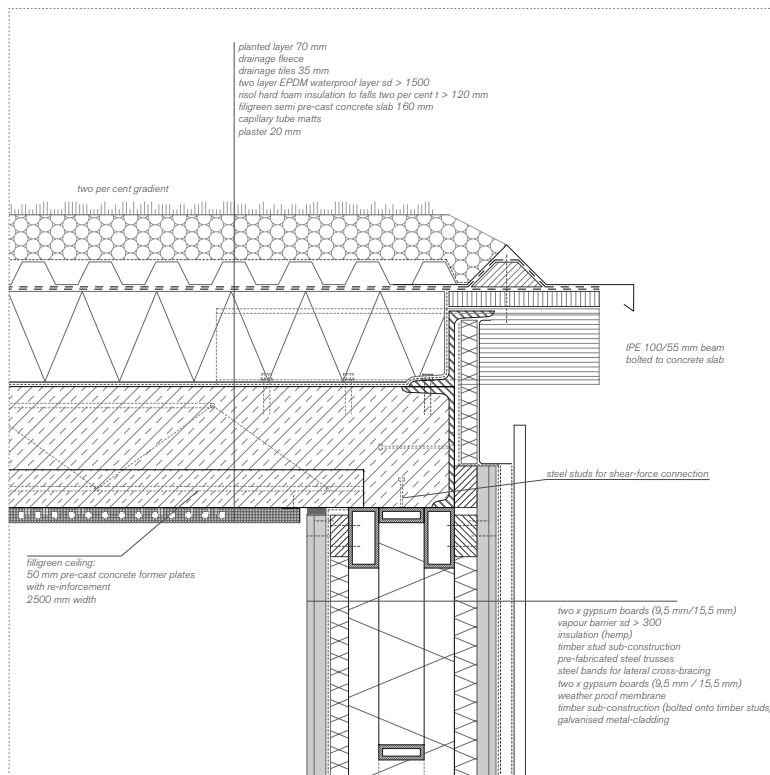 planted layer 70 mm
drainage fleece
drainage tiles 35 mm
two layer EPDM waterproof layer sd > 1500
risol hard foam insulation to falls two per cent t > 120 mm
filigreen semi pre-cast concrete slab 160 mm
capillary tube matts
plaster 20 mm
two per cent gradient
IPE 100/55 mm beam
bolted to concrete slab
steel studs for shear-force connection
filligreen ceiling:
50 mm pre-cast concrete former plates
with re-inforcement
2500 mm width
two x gypsum boards (9,5 mm/15,5 mm)
vapour barrier sd > 300
insulation (hemp)
timber stud sub-construction
pre-fabricated steel trusses
steel bands for lateral cross-bracing
two x gypsum boards (9,5 mm / 15,5 mm)
weather proof membrane
timber sub-construction (bolted onto timber studs)
galvanised metal-cladding